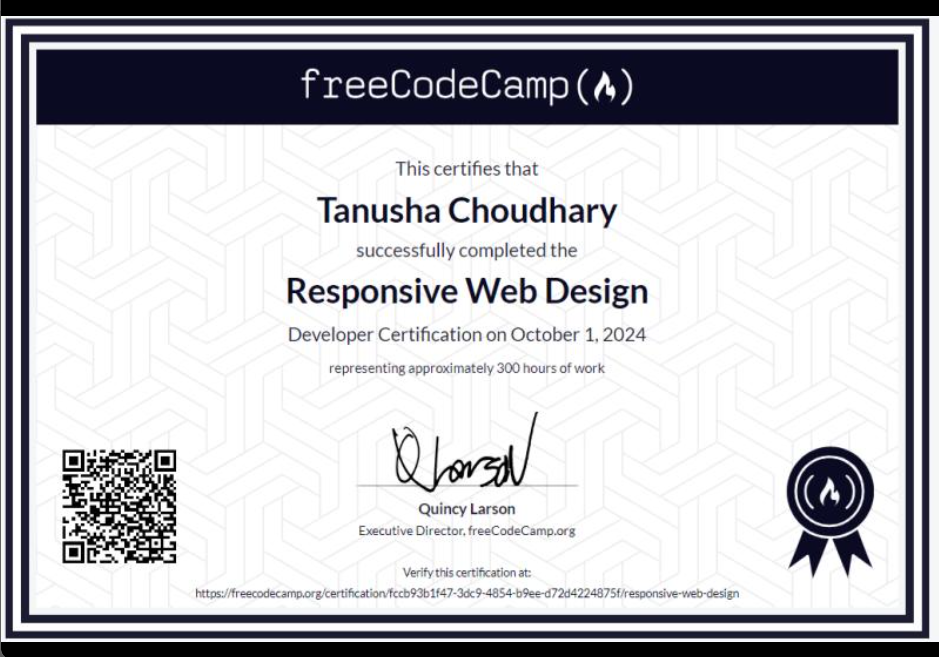 freeCodeCamp
This certifies that
Tanusha Choudhary
successfully completed the
Responsive Web Design
Developer Certification on October 1, 2024
representing approximately 300 hours of work
Quincy Larson
Executive Director, freeCodeCamp.org
Verify this certification at:
https://freecodecamp.org/certification/fccb93b1f47-3dc9-4854-b9ee-d72d4224875f/responsive-web-design